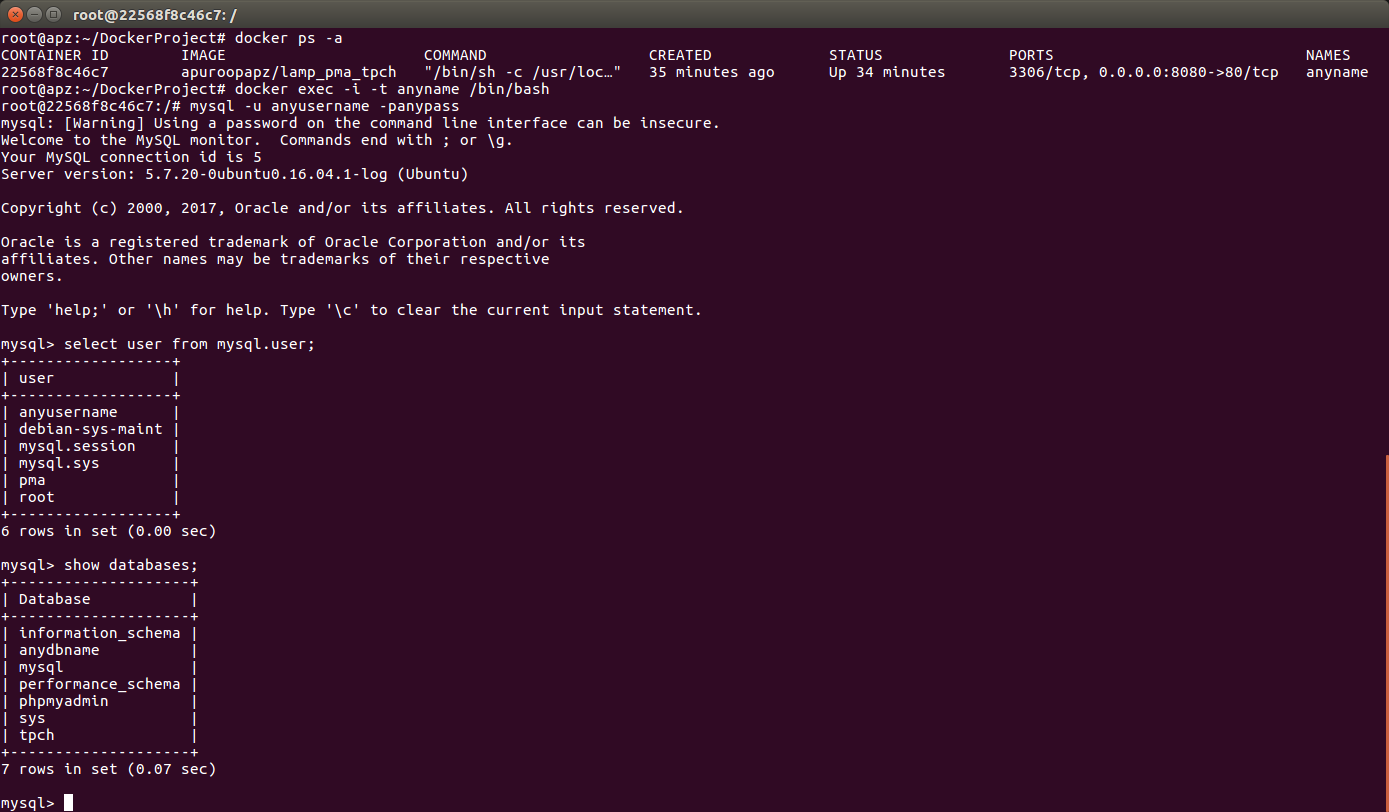 root@22568f8c46c7: /
root@apz:~/DockerProject# docker ps -a
CONTAINER ID        IMAGE                      COMMAND                  CREATED             STATUS              PORTS                            NAMES
22568f8c46c7        apuroopapz/lamp_pma_tpch   "/bin/sh -c /usr/loc…"   35 minutes ago      Up 34 minutes       3306/tcp, 0.0.0.0:8080->80/tcp   anyname
root@apz:~/DockerProject# docker exec -i -t anyname /bin/bash
root@22568f8c46c7:/# mysql -u anyusername -panypass
mysql: [Warning] Using a password on the command line interface can be insecure.
Welcome to the MySQL monitor.  Commands end with ; or \g.
Your MySQL connection id is 5
Server version: 5.7.20-0ubuntu0.16.04.1-log (Ubuntu)

Copyright (c) 2000, 2017, Oracle and/or its affiliates. All rights reserved.

Oracle is a registered trademark of Oracle Corporation and/or its
affiliates. Other names may be trademarks of their respective
owners.

Type 'help;' or '\h' for help. Type '\c' to clear the current input statement.

mysql> select user from mysql.user;
+------------------+
| user             |
+------------------+
| anyusername      |
| debian-sys-maint |
| mysql.session    |
| mysql.sys        |
| pma              |
| root             |
+------------------+
6 rows in set (0.00 sec)

mysql> show databases;
+--------------------+
| Database           |
+--------------------+
| information_schema |
| anydbname          |
| mysql              |
| performance_schema |
| phpmyadmin         |
| sys                |
| tpch               |
+--------------------+
7 rows in set (0.07 sec)

mysql>